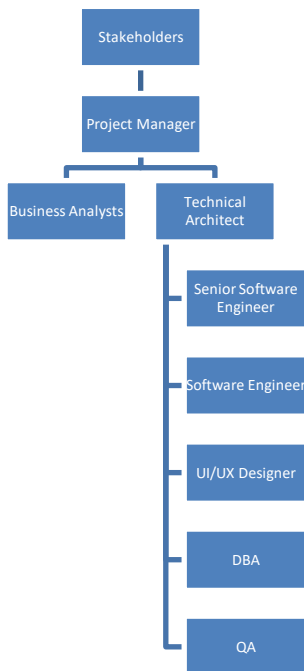 Stakeholders
Project Manager
Business Analysts
Technical
Architect
Senior Software
Engineer
Software Engineer
UI/UX Designer
DBA
QA